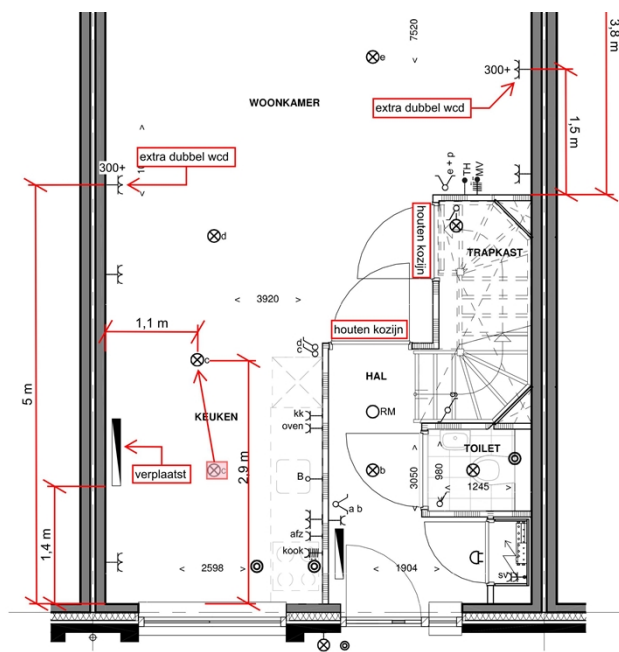 7520
3,8 m
e
300+
WOONKAMER
extra dubbel wcd
1,5 m
extra dubbel wcd
300+
e + p
TH
MV
houten kozijn
TRAPKAST
d
5 m
3920
1,1 m
houten kozijn
d
c
c
HAL
KEUKEN
kk
oven
RM
g
TOILET
verplaatst
c
2,9 m
B
b
3050
980
1245
1,4 m
a b
afz
kook
2598
1904
sv